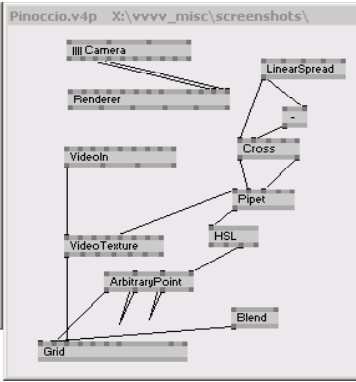 Pinoccio.v4p X:\vvvv_misc\screenshots\
Camera
LinearSpread
Renderer
-
Cross
VideoIn
Pipet
HSL
VideoTexture
ArbitraryPoint
Blend
Grid